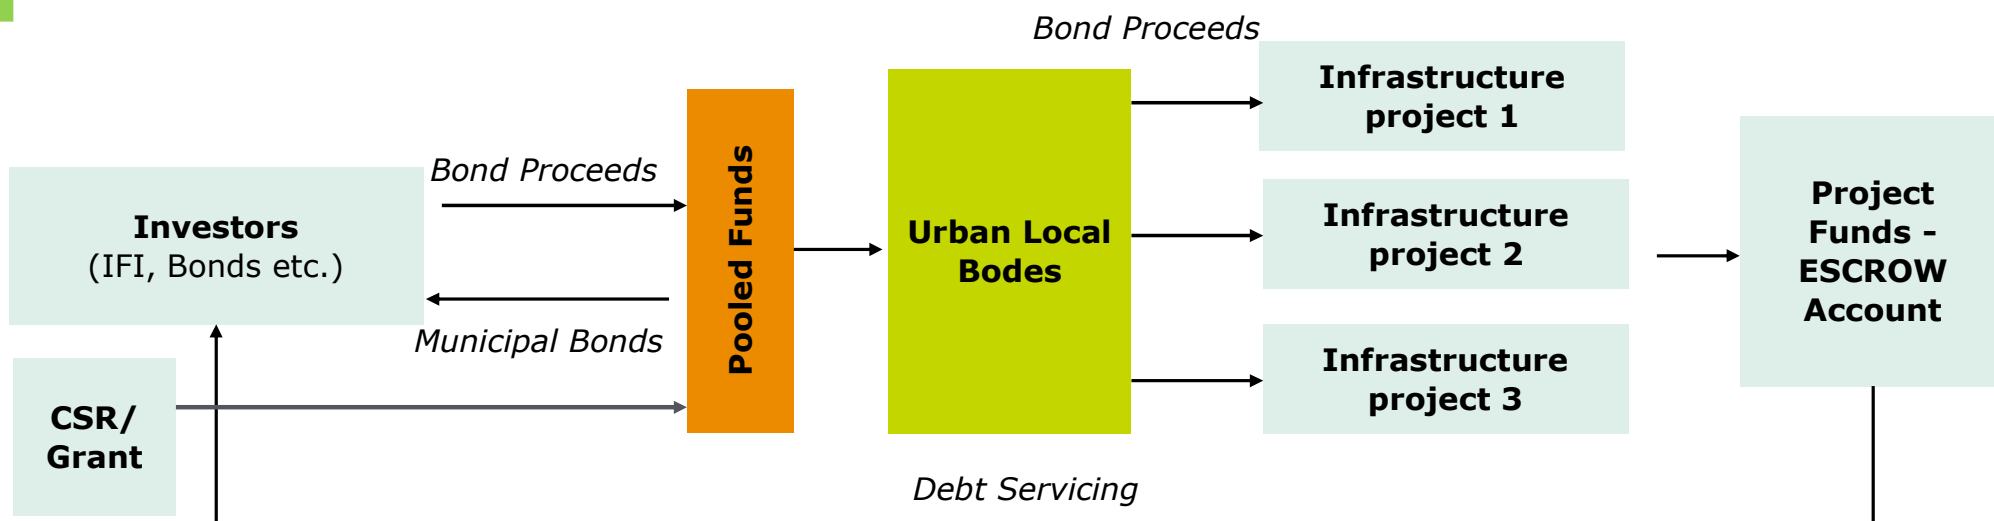 Bond Proceeds
Infrastructure
project 1
Bond Proceeds
Pooled Funds
Investors
(IFI, Bonds etc.)
Urban Local
Bodes
Infrastructure
project 2
Project
Funds -
ESCROW
Account
Municipal Bonds
Infrastructure
project 3
CSR/
Grant
Debt Servicing